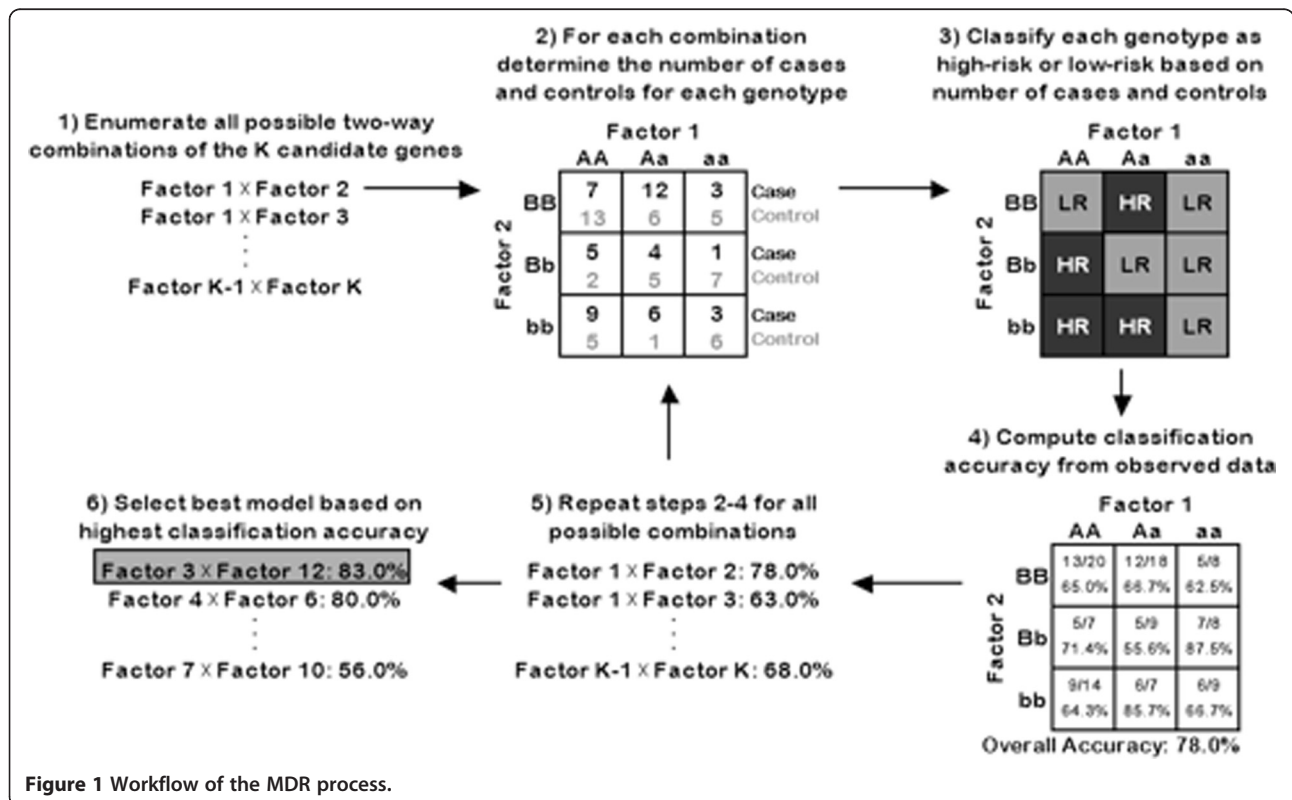 1) Enumerate all possible two-way
combinations of the K candidate genes
Factor 1 X Factor 2
Factor 1 X Factor 3
Factor K-1 X Factor K
2) For each combination
determine the number of cases
and controls for each genotype
Factor 1
AA Aa aa
Factor 2
BB 7 12 3 Case
13 6 5 Control
Bb 5 4 1 Case
2 5 7 Control
bb 9 6 3 Case
5 1 6 Control
3) Classify each genotype as
high-risk or low-risk based on
number of cases and controls
Factor 1
AA Aa aa
Factor 2
BB LR HR LR
Bb HR LR LR
bb HR HR LR
4) Compute classification
accuracy from observed data
Factor 1
AA Aa aa
Factor 2
13/20 12/18 5/8
BB
65.0% 66.7% 62.5%
5/7 5/9 7/8
Bb
71.4% 55.6% 87.5%
9/14 6/7 6/9
bb
64.3% 85.7% 66.7%
Overall Accuracy: 78.0%
5) Repeat steps 2-4 for all
possible combinations
Factor 1 X Factor 2: 78.0%
Factor 1 X Factor 3: 63.0%
Factor K-1 X Factor K: 68.0%
6) Select best model based on
highest classification accuracy
Factor 3 X Factor 12: 83.0%
Factor 4 X Factor 6: 80.0%
Factor 7 X Factor 10: 56.0%
Figure 1 Workflow of the MDR process.